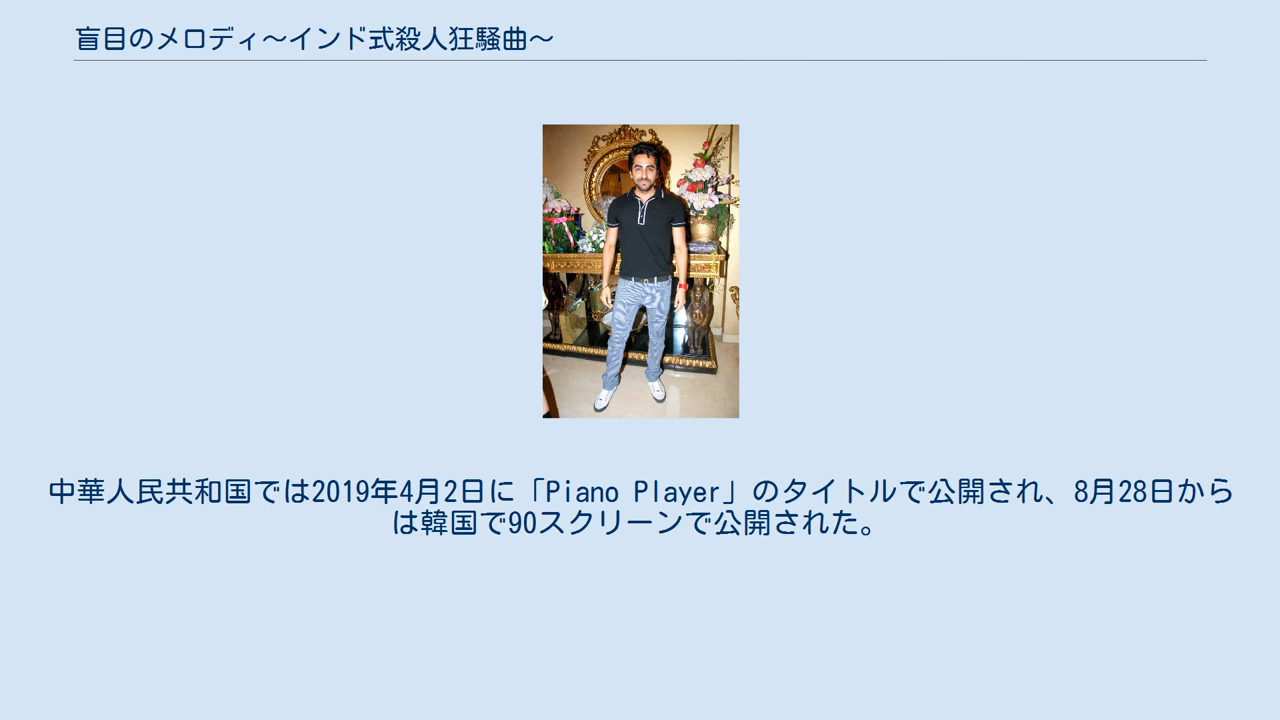 盲目のメロディ〜インド式殺人狂騒曲〜
中華人民共和国では2019年4月2日に「Piano Player」のタイトルで公開され、8月28日から
は韓国で90スクリーンで公開された。